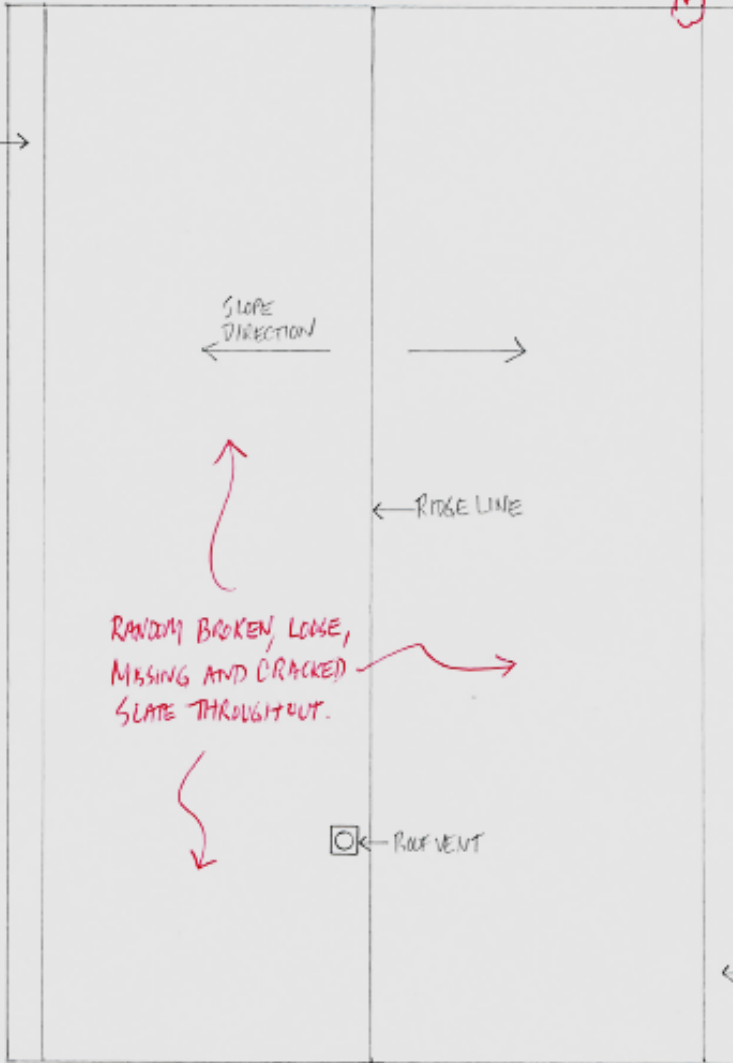 SLOPE
DIRECTION
RIDGE LINE
RANDOM BROKEN, LOOSE,
MISSING AND CRACKED
SLATE THROUGHOUT.
ROOF VENT